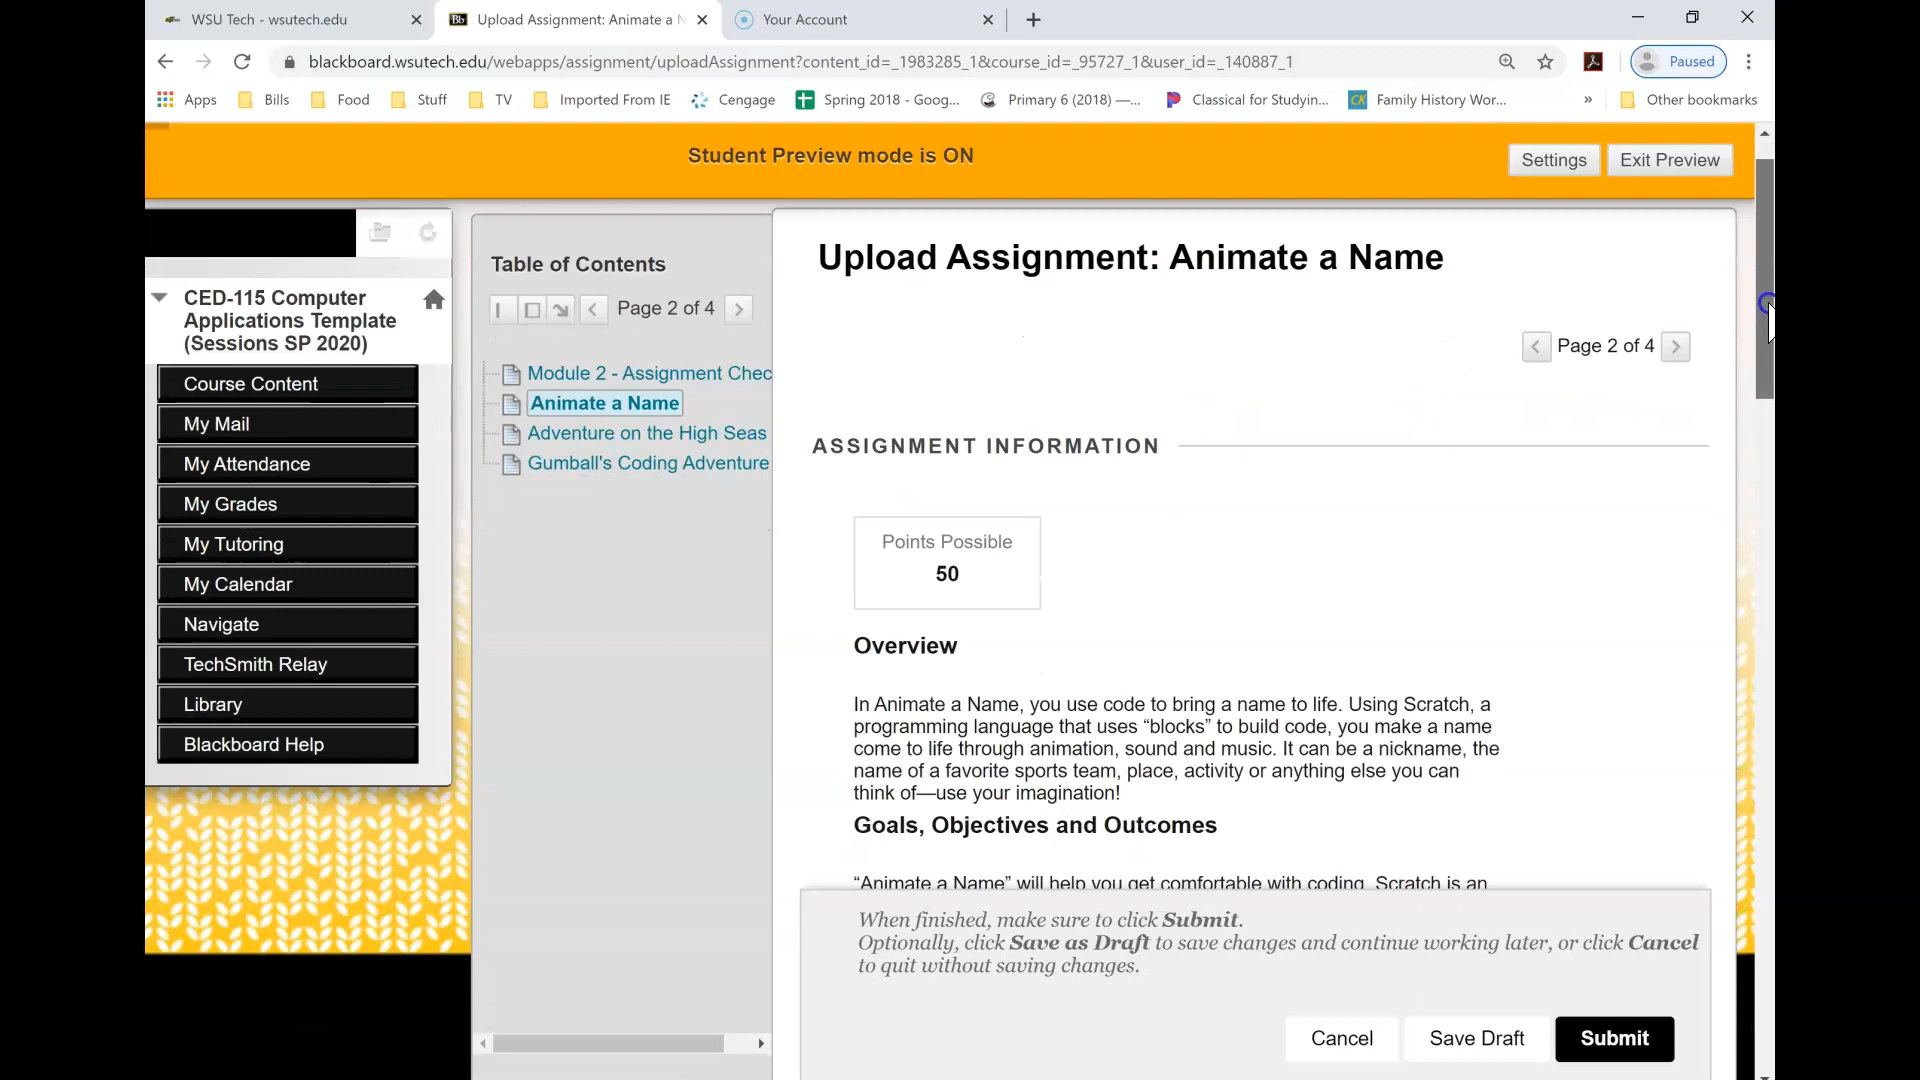 WSU Tech - wsutech.edu
Upload Assignment: Animate a N
Your Account
blackboard.wsutech.edu/webapps/assignment/uploadAssignment?content_id=_1983285_1&course_id=_95727_1&user_id=_140887_1
Paused
Apps
Bills
Food
Stuff
TV
Imported From IE
Cengage
Spring 2018 - Goog...
Primary 6 (2018) —...
Classical for Studyin...
Family History Wor...
»
Other bookmarks
Student Preview mode is ON
Settings
Exit Preview
CED-115 Computer
Applications Template
(Sessions SP 2020)
Course Content
My Mail
My Attendance
My Grades
My Tutoring
My Calendar
Navigate
TechSmith Relay
Library
Blackboard Help
Table of Contents
Page 2 of 4
Module 2 - Assignment Chec
Animate a Name
Adventure on the High Seas
Gumball's Coding Adventure
Upload Assignment: Animate a Name
Page 2 of 4
ASSIGNMENT INFORMATION
Points Possible
50
Overview
In Animate a Name, you use code to bring a name to life. Using Scratch, a
programming language that uses “blocks” to build code, you make a name
come to life through animation, sound and music. It can be a nickname, the
name of a favorite sports team, place, activity or anything else you can
think of—use your imagination!
Goals, Objectives and Outcomes
“Animate a Name” will help you get comfortable with coding. Scratch is an
When finished, make sure to click Submit.
Optionally, click Save as Draft to save changes and continue working later, or click Cancel
to quit without saving changes.
Cancel
Save Draft
Submit